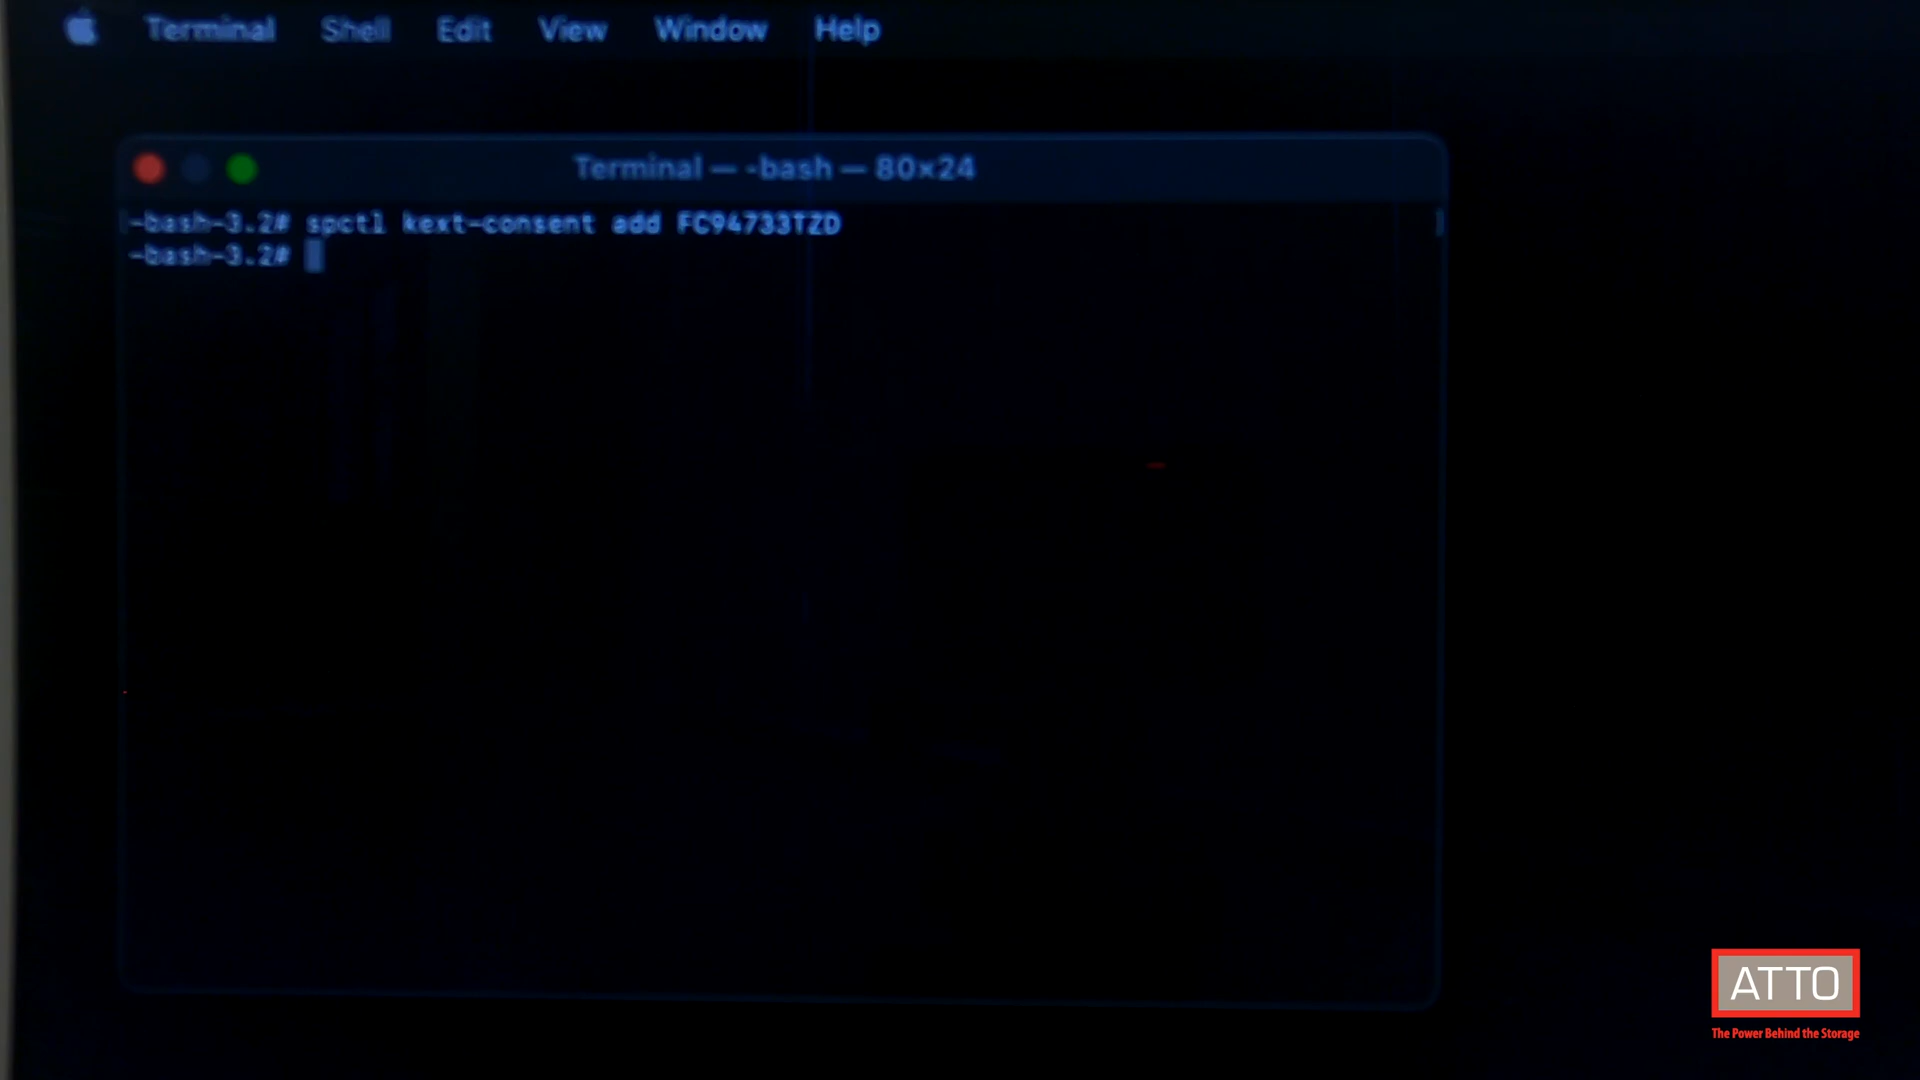 Terminal Shell Edit View Window Help
Terminal — -bash — 80×24
-bash-3.2# spctl kext-consent add FC94733TZD
-bash-3.2#
ATTO
The Power Behind the Storage